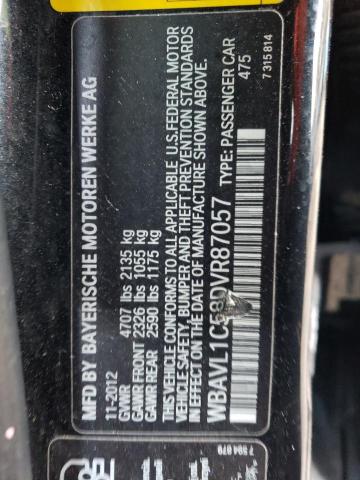 MFD BY BAYERISCHE MOTOREN WERKE AG
11-2012
GVWR 4707 lbs 2135 kg
GAWR FRONT 2326 lbs 1055 kg
GAWR REAR 2590 lbs 1175 kg
THIS VEHICLE CONFORMS TO ALL APPLICABLE U.S.FEDERAL MOTOR
VEHICLE SAFETY, BUMPER AND THEFT PREVENTION STANDARDS
IN EFFECT ON THE DATE OF MANUFACTURE SHOWN ABOVE.
TYPE: PASSENGER CAR
475
7315814
7394079